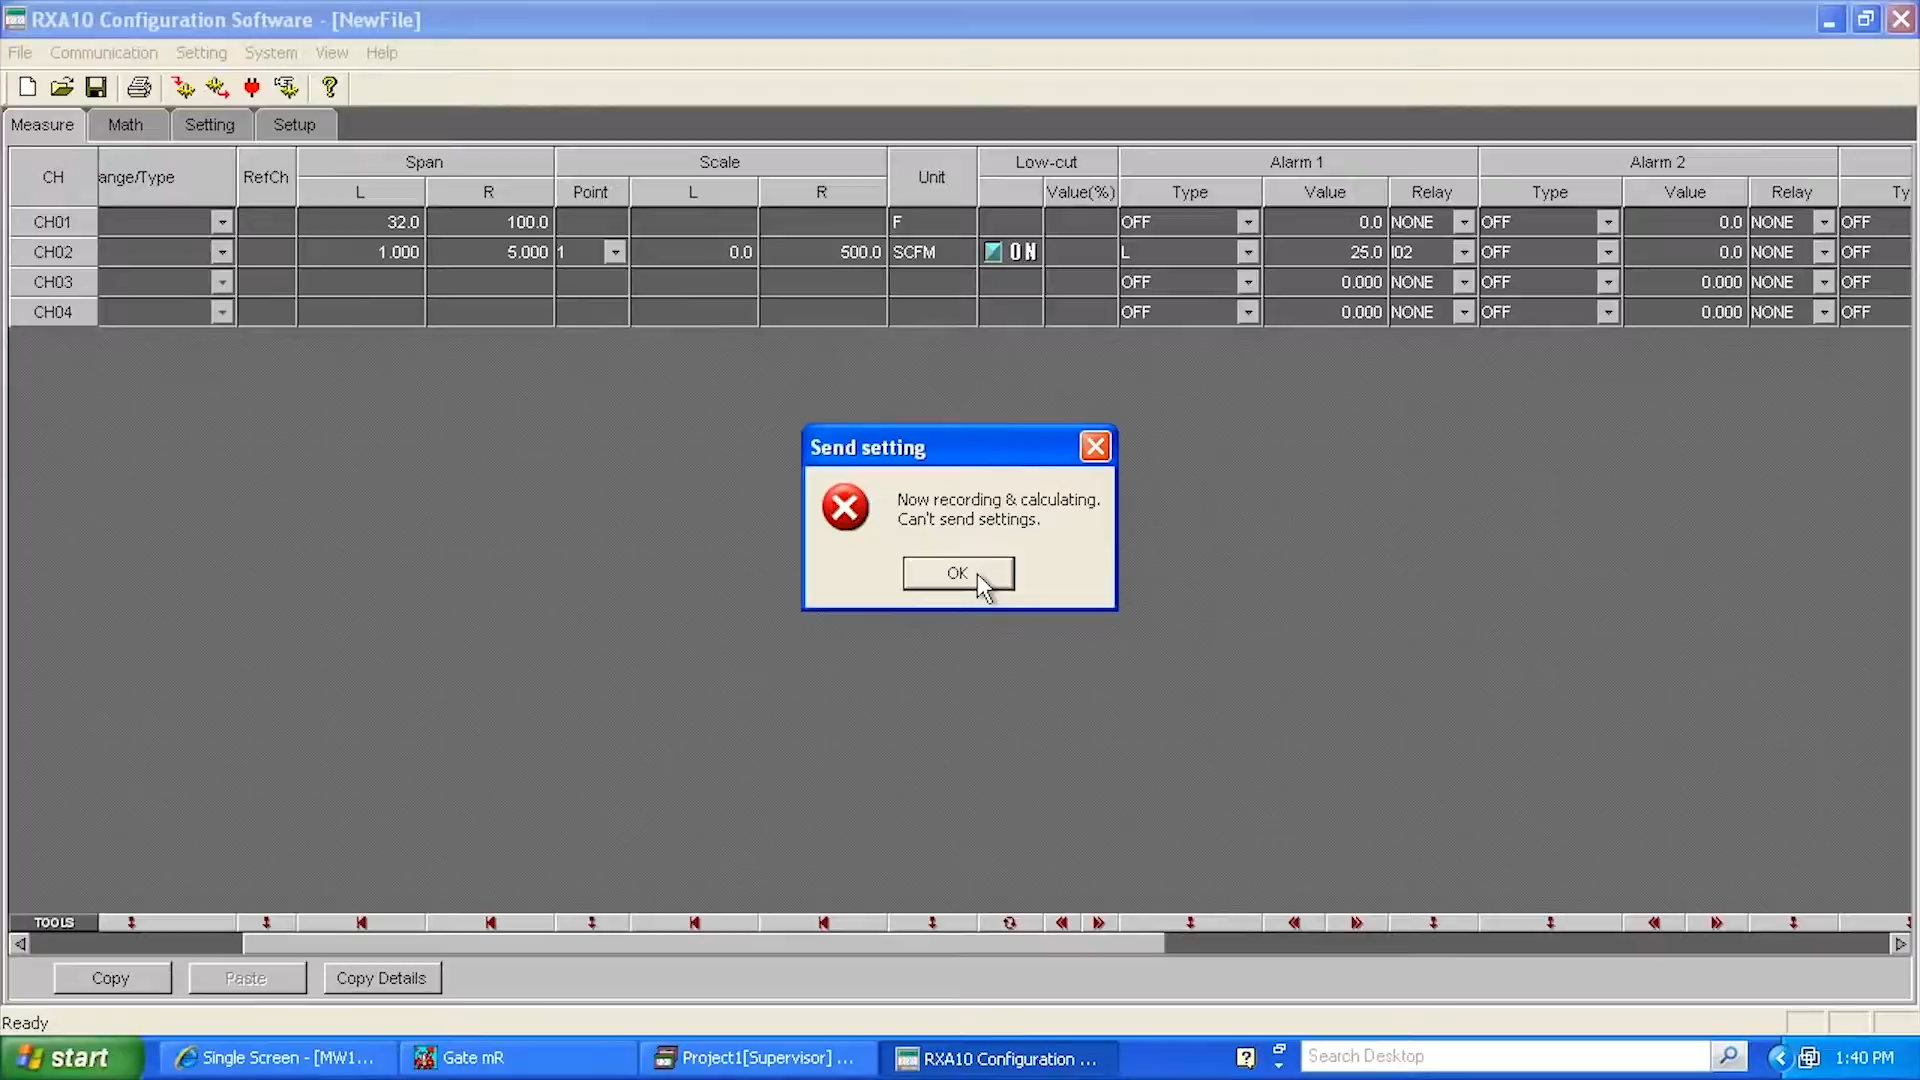 RXA10 Configuration Software - [NewFile]
File Communication Setting System View Help
Measure Math Setting Setup
CH ange/Type RefCh Span Scale Unit Low-cut Alarm 1 Alarm 2
L R Point L R Value(%) Type Value Relay Type Value Relay Ty
CH01 32.0 100.0 F OFF 0.0 NONE OFF 0.0 NONE OFF
CH02 1.000 5.000 1 0.0 500.0 SCFM ON L 25.0 I02 OFF 0.0 NONE OFF
CH03 OFF 0.000 NONE OFF 0.000 NONE OFF
CH04 OFF 0.000 NONE OFF 0.000 NONE OFF
Send setting
Now recording & calculating.
Can't send settings.
OK
TOOLS
Copy Paste Copy Details
Ready
start Single Screen - [MW1... Gate mR Project1[Supervisor] ... RXA10 Configuration ... Search Desktop 1:40 PM